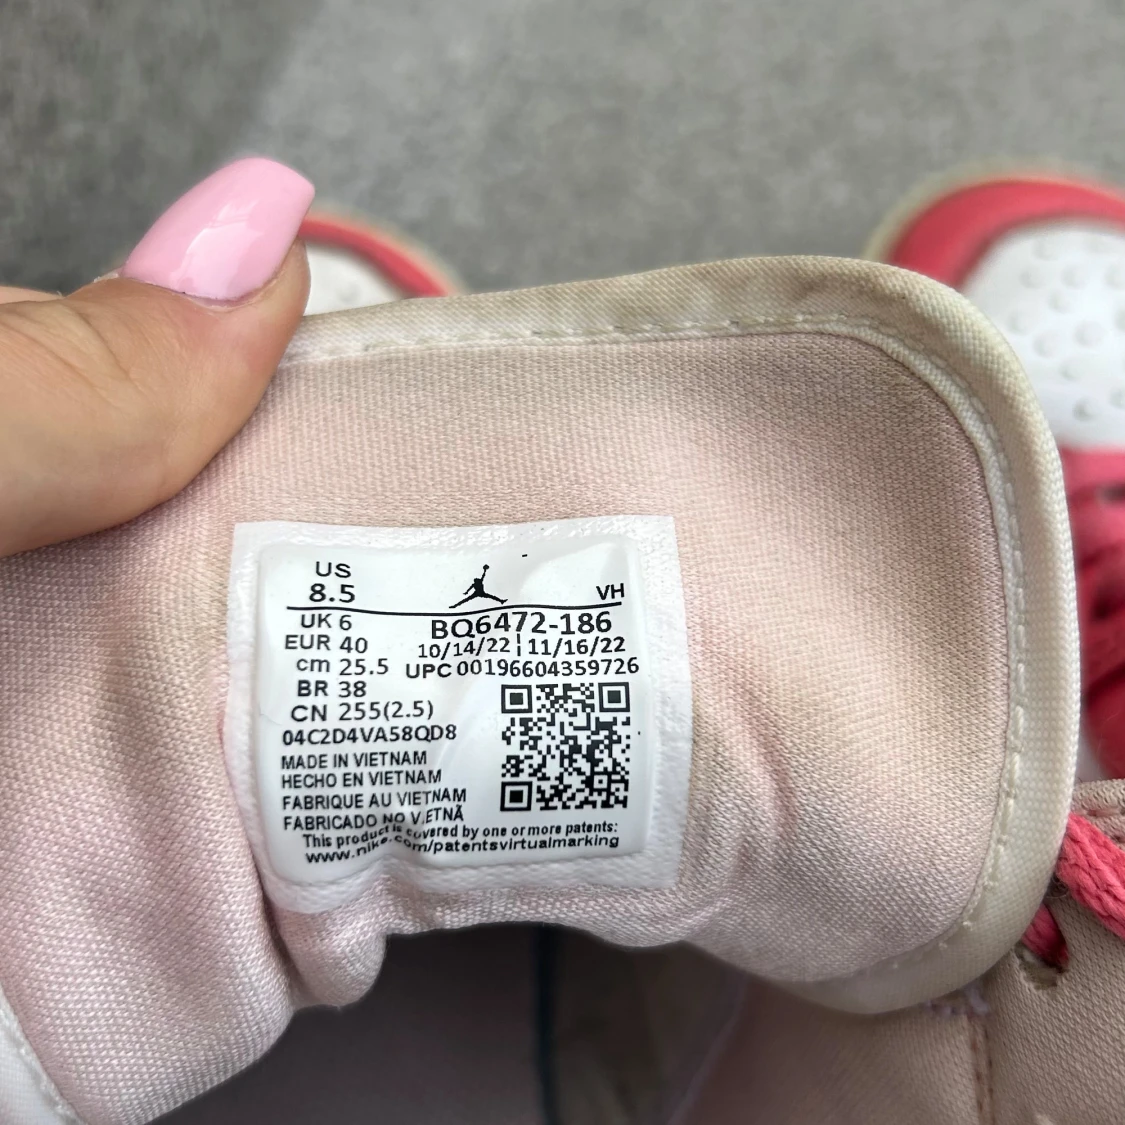 US
8.5
VH
UK 6
BQ6472-186
EUR 40
10/14/22 | 11/16/22
cm 25.5
UPC 00196604359726
BR 38
CN 255(2.5)
04C2D4VA58QD8
MADE IN VIETNAM
HECHO EN VIETNAM
FABRIQUE AU VIETNAM
FABRICADO NO VIETNÃ
This product is covered by one or more patents:
www.nike.com/patentsvirtualmarking